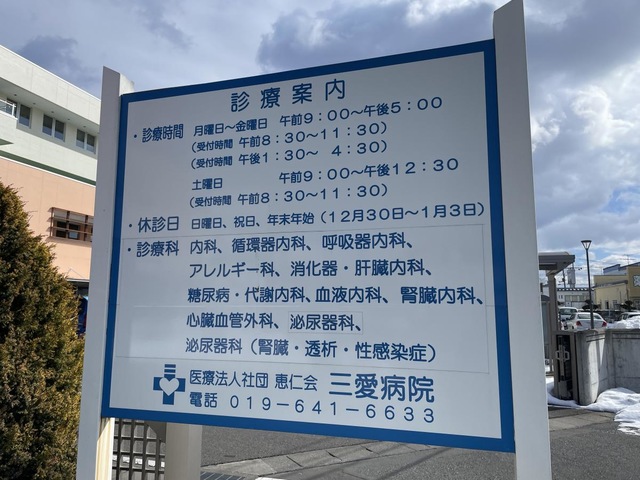 診療案内
・診療時間 月曜日～金曜日 午前9：00～午後5：00
（受付時間 午前8：30～11：30）
（受付時間 午後1：30～ 4：30）
土曜日 午前9：00～午後12：30
（受付時間 午前8：30～11：30）
・休診日 日曜日、祝日、年末年始（12月30日～1月3日）
・診療科 内科、循環器内科、呼吸器内科、
アレルギー科、消化器・肝臓内科、
糖尿病・代謝内科、血液内科、腎臓内科、
心臓血管外科、泌尿器科、
泌尿器科（腎臓・透析・性感染症）
医療法人社団 恵仁会 三愛病院
電話 019－641－6633